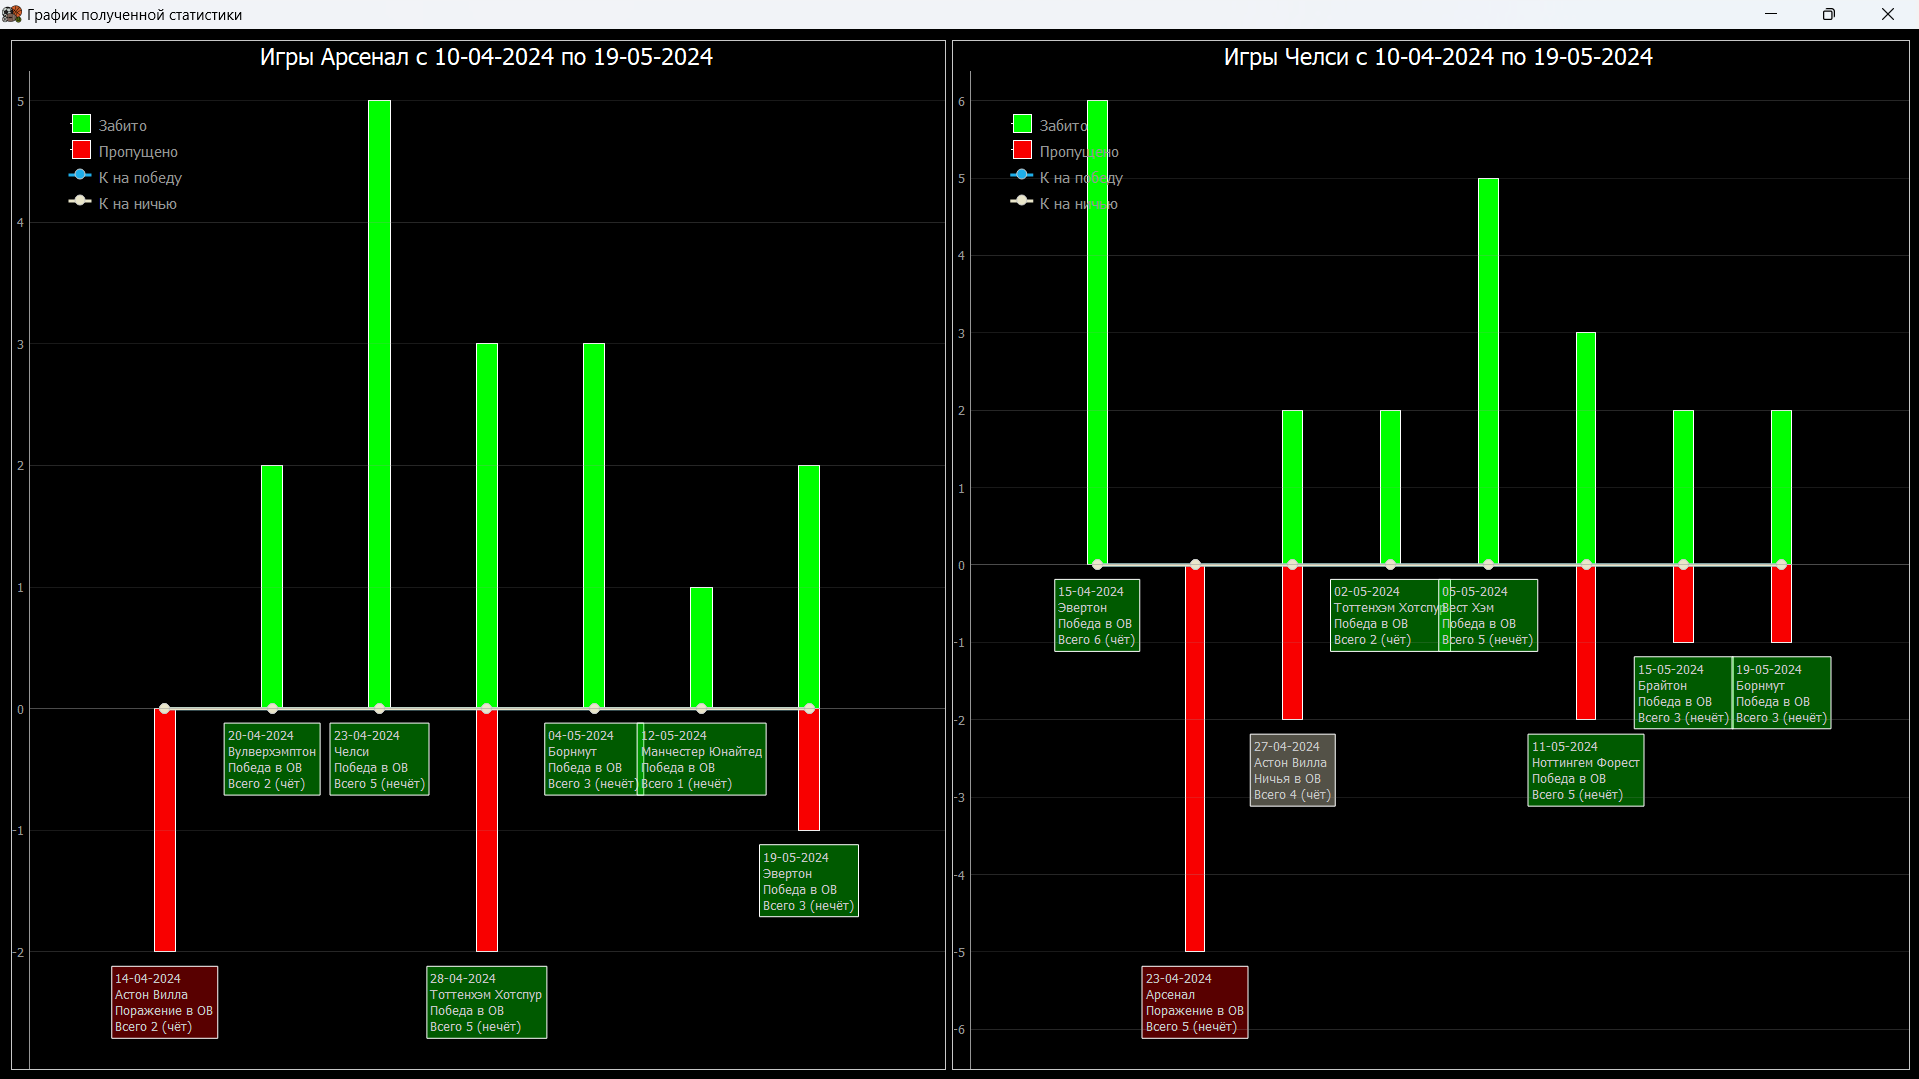 График полученной статистики
Игры Арсенал с 10-04-2024 по 19-05-2024
5
4
3
2
1
0
-1
-2
Забито
Пропущено
К на победу
К на ничью
14-04-2024
Астон Вилла
Поражение в ОВ
Всего 2 (чёт)
20-04-2024
Вулверхэмптон
Победа в ОВ
Всего 2 (чёт)
23-04-2024
Челси
Победа в ОВ
Всего 5 (нечёт)
28-04-2024
Тоттенхэм Хотспур
Победа в ОВ
Всего 5 (нечёт)
04-05-2024
Борнмут
Победа в ОВ
Всего 3 (нечёт)
12-05-2024
Манчестер Юнайтед
Победа в ОВ
Всего 1 (нечёт)
19-05-2024
Эвертон
Победа в ОВ
Всего 3 (нечёт)
Игры Челси с 10-04-2024 по 19-05-2024
6
5
4
3
2
1
0
-1
-2
-3
-4
-5
-6
Забито
Пропущено
К на победу
К на ничью
15-04-2024
Эвертон
Победа в ОВ
Всего 6 (чёт)
23-04-2024
Арсенал
Поражение в ОВ
Всего 5 (нечёт)
27-04-2024
Астон Вилла
Ничья в ОВ
Всего 4 (чёт)
02-05-2024
Тоттенхэм Хотспур
Победа в ОВ
Всего 2 (чёт)
05-05-2024
Вест Хэм
Победа в ОВ
Всего 5 (нечёт)
11-05-2024
Ноттингем Форест
Победа в ОВ
Всего 5 (нечёт)
15-05-2024
Брайтон
Победа в ОВ
Всего 3 (нечёт)
19-05-2024
Борнмут
Победа в ОВ
Всего 3 (нечёт)